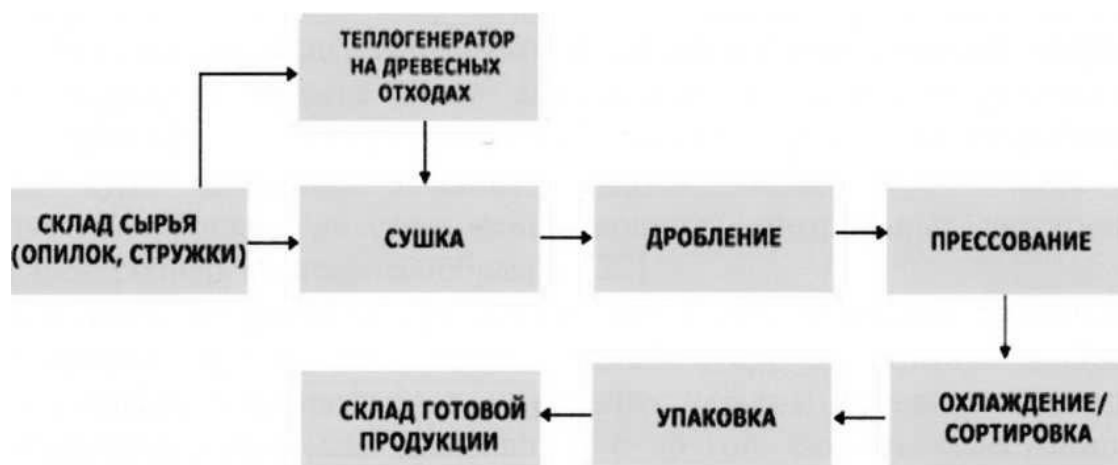 ТЕПЛОГЕНЕРАТОР
НА ДРЕВЕСНЫХ
ОТХОДАХ
СКЛАД СЫРЬЯ
(ОПИЛОК, СТРУЖКИ)
СУШКА
ДРОБЛЕНИЕ
ПРЕССОВАНИЕ
СКЛАД ГОТОВОЙ
ПРОДУКЦИИ
УПАКОВКА
ОХЛАЖДЕНИЕ/
СОРТИРОВКА